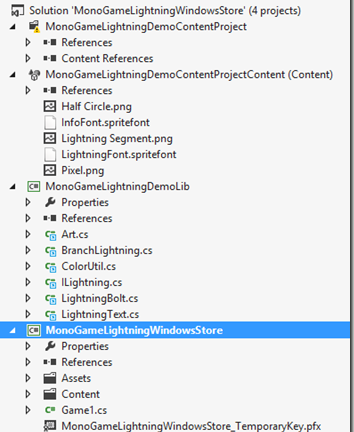 Solution 'MonoGameLightningWindowsStore' (4 projects)
MonoGameLightningDemoContentProject
References
Content References
MonoGameLightningDemoContentProjectContent (Content)
References
Half Circle.png
InfoFont.spritefont
Lightning Segment.png
LightningFont.spritefont
Pixel.png
MonoGameLightningDemoLib
Properties
References
Art.cs
BranchLightning.cs
ColorUtil.cs
ILightning.cs
LightningBolt.cs
LightningText.cs
MonoGameLightningWindowsStore
Properties
References
Assets
Content
Game1.cs
MonoGameLightningWindowsStore_TemporaryKey.pfx